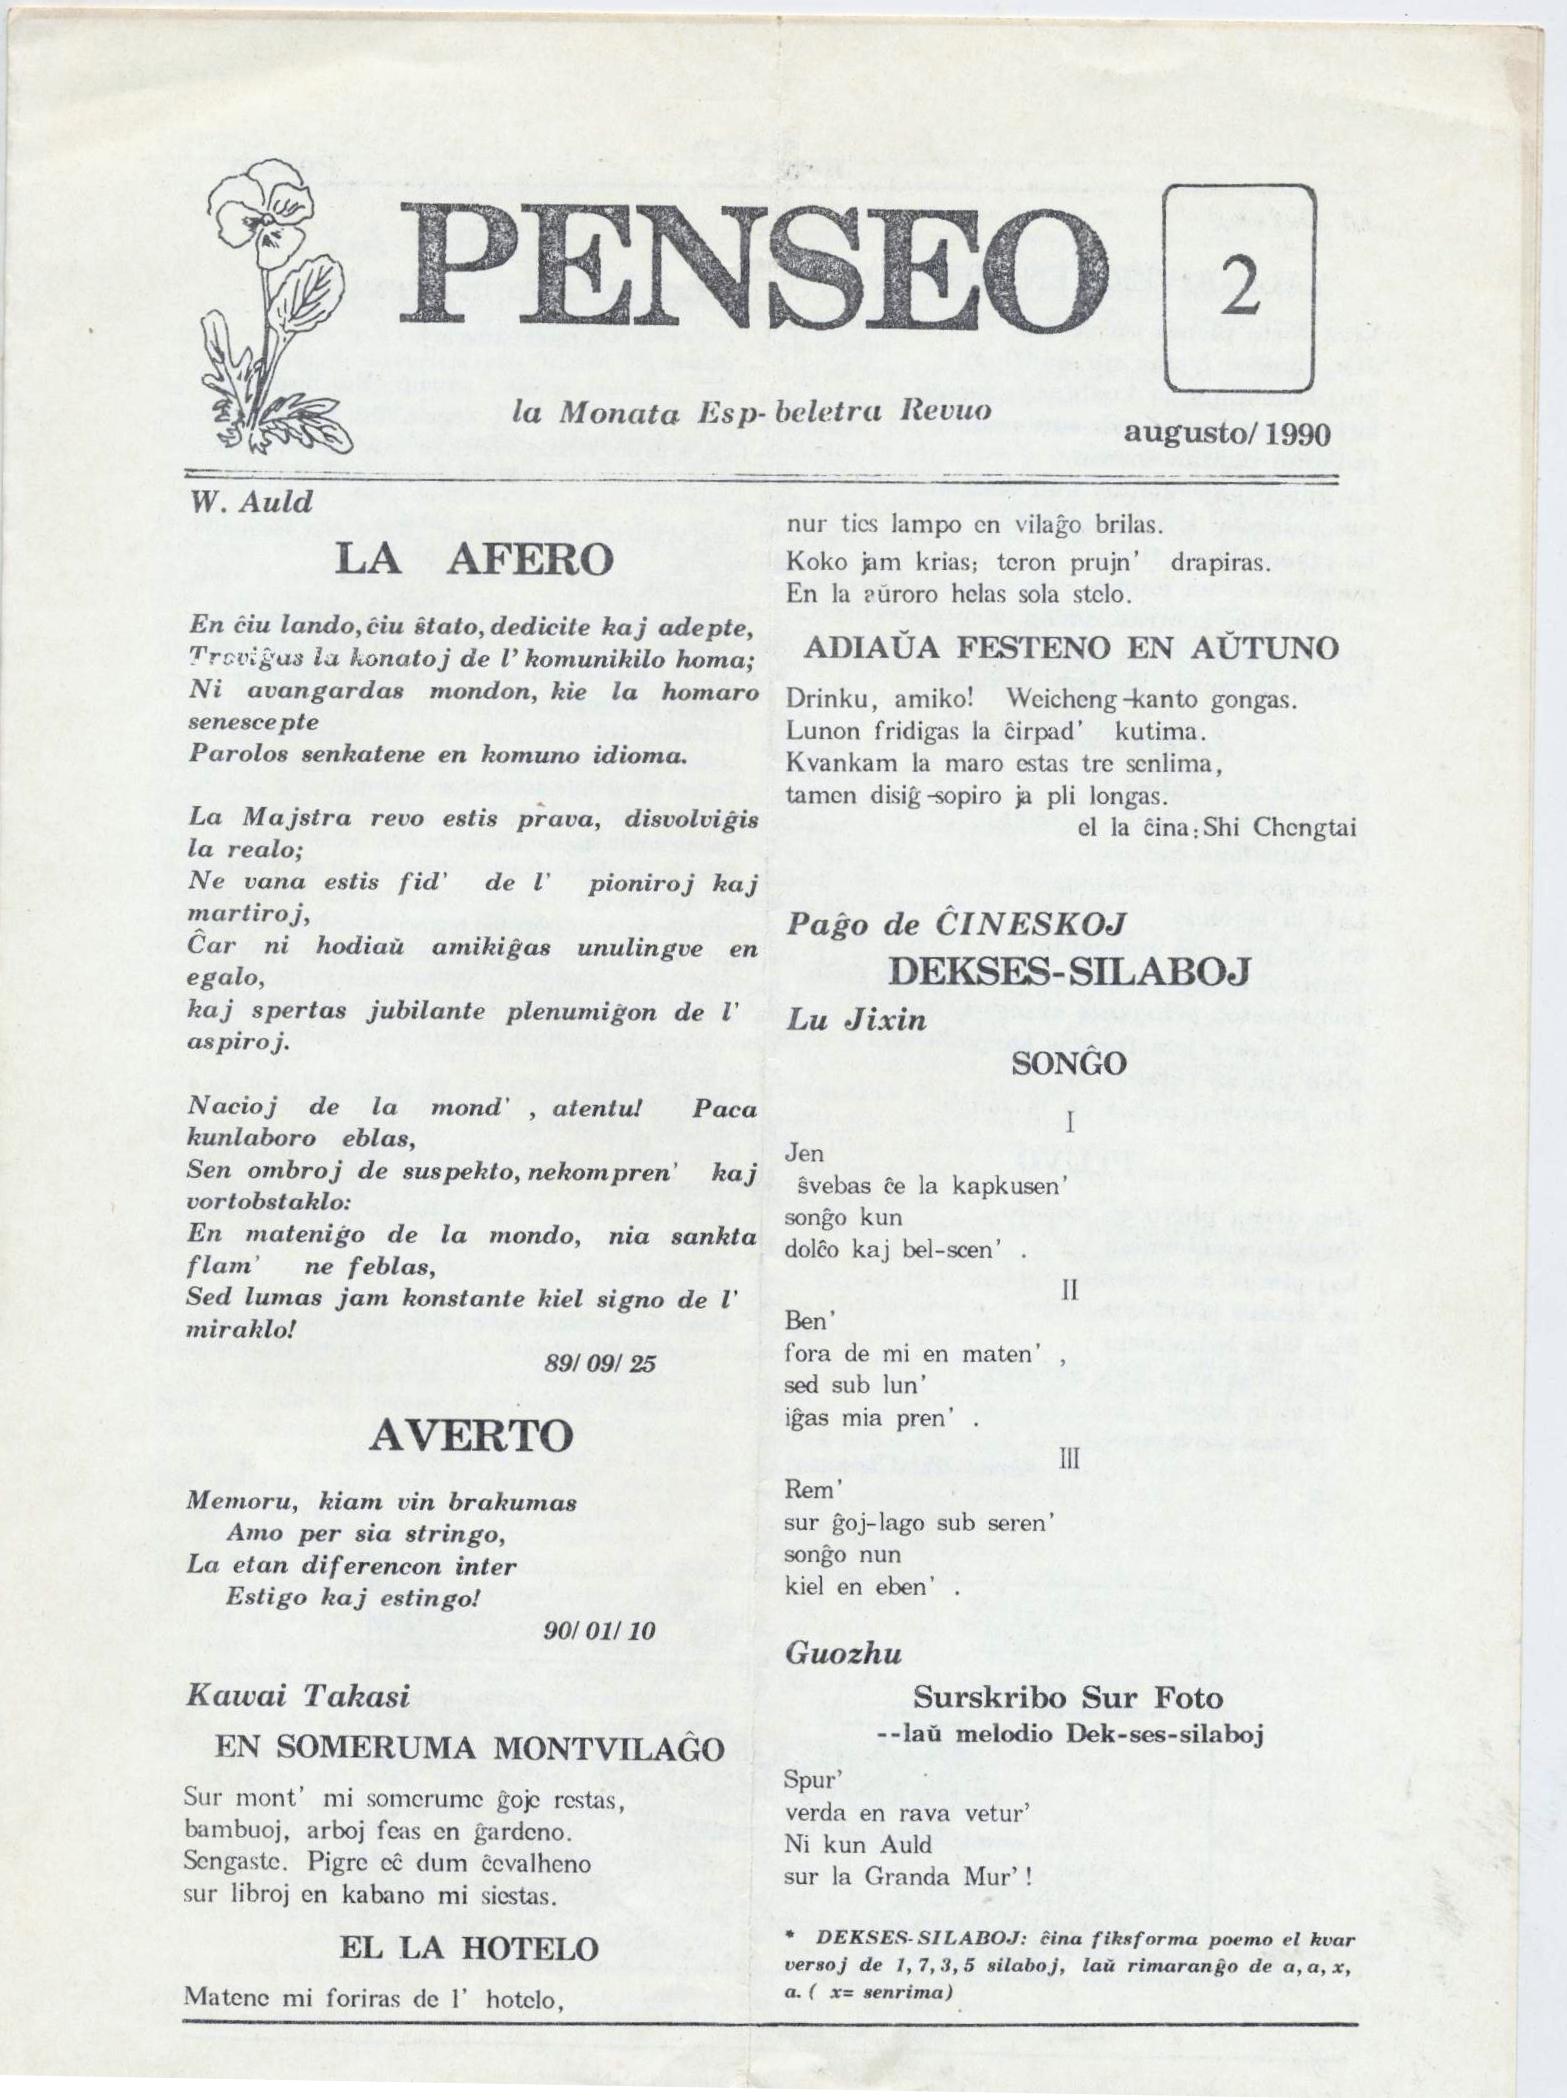 PENSEO
2
la Monata Esp-beletra Revuo
augusto/1990
W. Auld
LA AFERO
En ĉiu lando, ĉiu ŝtato, dedicite kaj adepte,
Troviĝas la konatoj de l' komunikilo homa;
Ni avangardas mondon, kie la homaro
senescepte
Parolos senkatene en komuno idioma.
La Majstra revo estis prava, disvolviĝis
la realo;
Ne vana estis fid' de l' pioniroj kaj
martiroj,
Ĉar ni hodiaŭ amikiĝas unulingve en
egalo,
kaj spertas jubilante plenumiĝon de l'
aspiroj.
Nacioj de la mond' , atentu! Paca
kunlaboro eblas,
Sen ombroj de suspekto, nekompren' kaj
vortobstaklo:
En mateniĝo de la mondo, nia sankta
flam' ne feblas,
Sed lumas jam konstante kiel signo de l'
miraklo!
89/09/25
AVERTO
Memoru, kiam vin brakumas
Amo per sia stringo,
La etan diferencon inter
Estigo kaj estingo!
90/01/10
Kawai Takasi
EN SOMERUMA MONTVILAĜO
Sur mont' mi somerume ĝoje restas,
bambuoj, arboj feas en ĝardeno.
Sengaste. Pigre eĉ dum ĉevalheno
sur libroj en kabano mi siestas.
EL LA HOTELO
Matene mi foriras de l' hotelo,
nur ties lampo en vilaĝo brilas.
Koko jam krias; teron prujn' drapiras.
En la aŭroro helas sola stelo.
ADIAŬA FESTENO EN AŬTUNO
Drinku, amiko! Weicheng-kanto gongas.
Lunon fridigas la ĉirpad' kutima.
Kvankam la maro estas tre senlima,
tamen disiĝ-sopiro ja pli longas.
el la ĉina: Shi Chengtai
Paĝo de ĈINESKOJ
DEKSES-SILABOJ
Lu Jixin
SONĜO
I
Jen
ŝvebas ĉe la kapkusen'
sonĝo kun
dolĉo kaj bel-scen' .
II
Ben'
fora de mi en maten' ,
sed sub lun'
iĝas mia pren' .
III
Rem'
sur ĝoj-lago sub seren'
sonĝo nun
kiel en eben' .
Guozhu
Surskribo Sur Foto
--laŭ melodio Dek-ses-silaboj
Spur'
verda en rava vetur'
Ni kun Auld
sur la Granda Mur' !
* DEKSES-SILABOJ: ĉina fiksforma poemo el kvar
versoj de 1, 7, 3, 5 silaboj, laŭ rimaranĝo de a, a, x,
a. ( x= senrima)